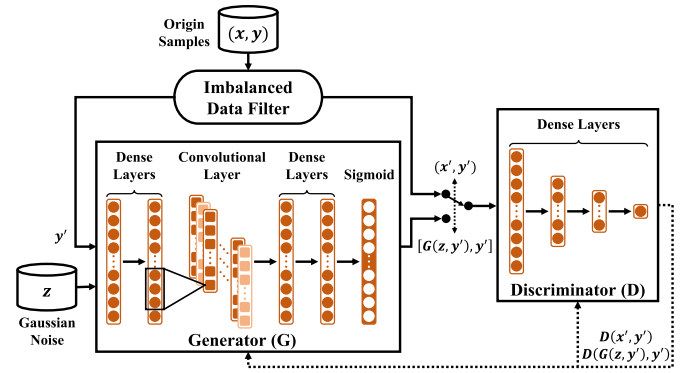 Origin
Samples
(x, y)
Imbalanced
Data Filter
Dense
Layers
Convolutional
Layer
Dense
Layers
Sigmoid
y'
z
Gaussian
Noise
Generator (G)
(x', y')
[G(z, y'), y']
Dense Layers
Discriminator (D)
D(x', y')
D(G(z, y'), y')